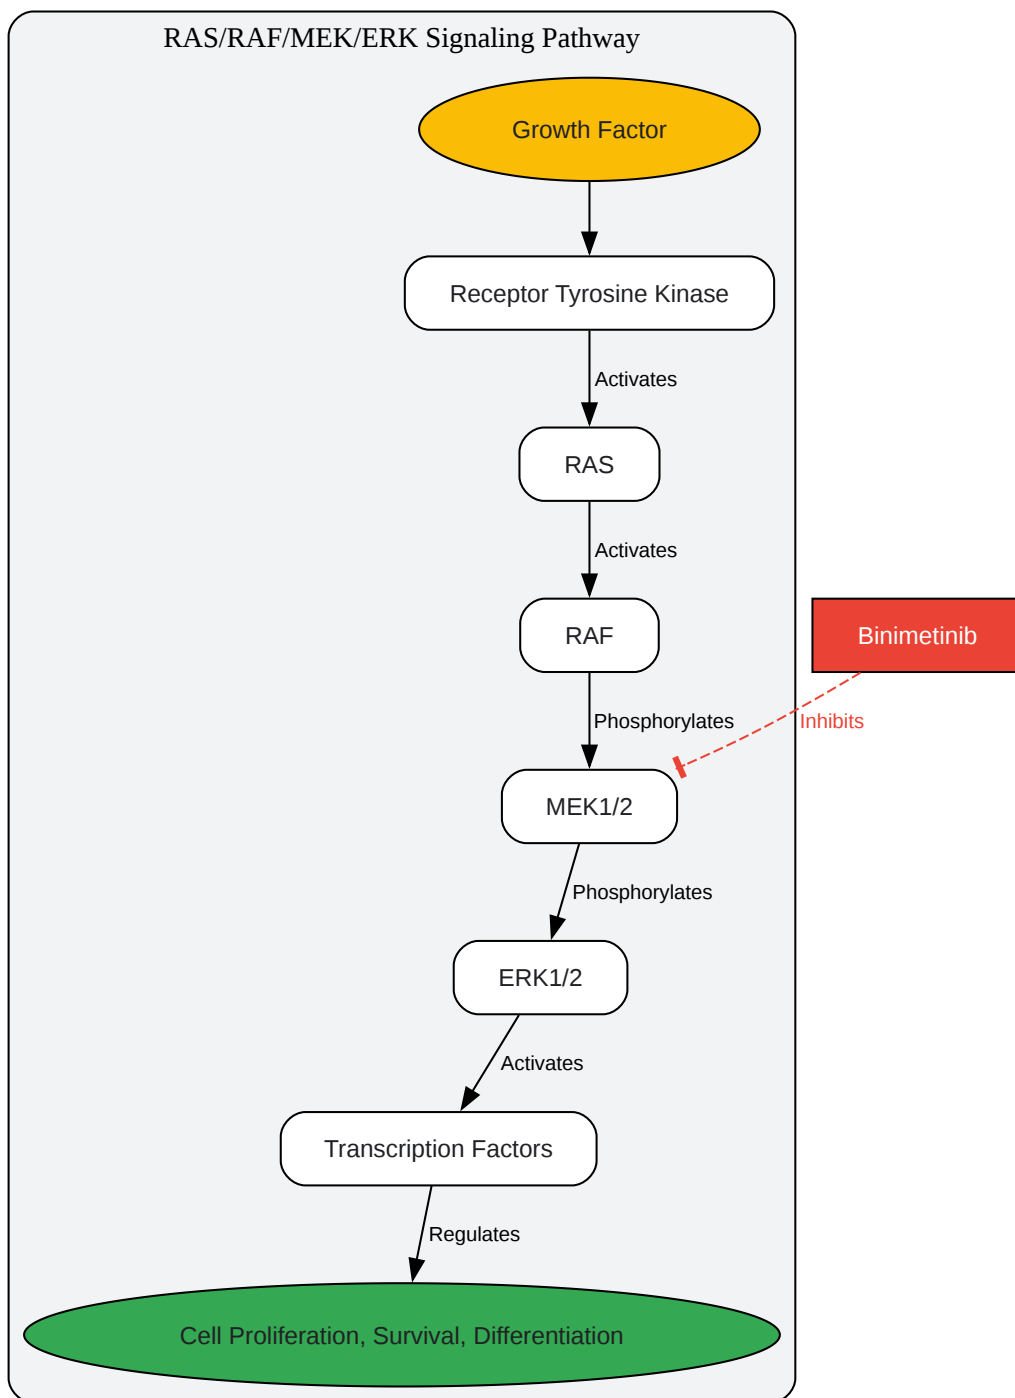 RAS/RAF/MEK/ERK Signaling Pathway
Growth Factor
Receptor Tyrosine Kinase
Activates
RAS
Activates
RAF
Binimetinib
Phosphorylates
Inhibits
MEK1/2
Phosphorylates
ERK1/2
Activates
Transcription Factors
Regulates
Cell Proliferation, Survival, Differentiation